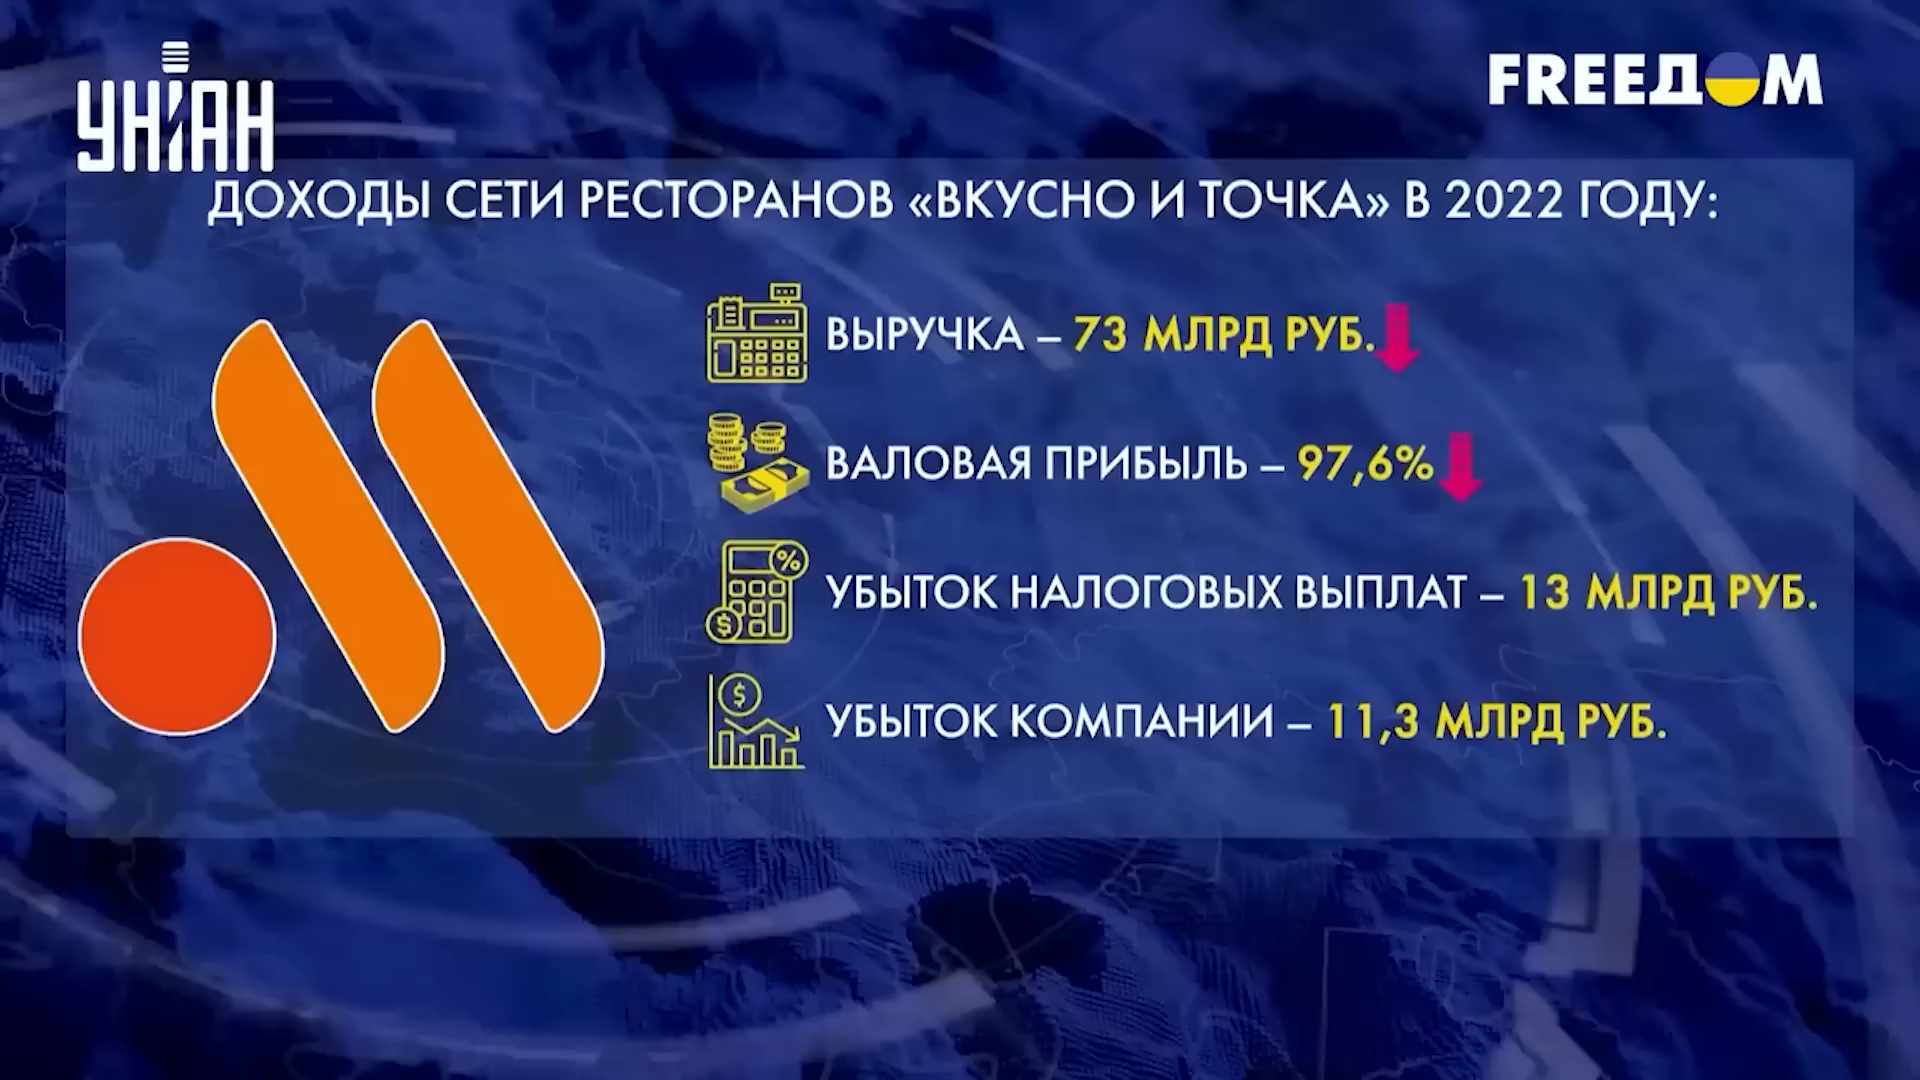 УНІАН
FREEДOM
ДОХОДЫ СЕТИ РЕСТОРАНОВ «ВКУСНО И ТОЧКА» В 2022 ГОДУ:
ВЫРУЧКА – 73 МЛРД РУБ.
ВАЛОВАЯ ПРИБЫЛЬ – 97,6%
УБЫТОК НАЛОГОВЫХ ВЫПЛАТ – 13 МЛРД РУБ.
УБЫТОК КОМПАНИИ – 11,3 МЛРД РУБ.